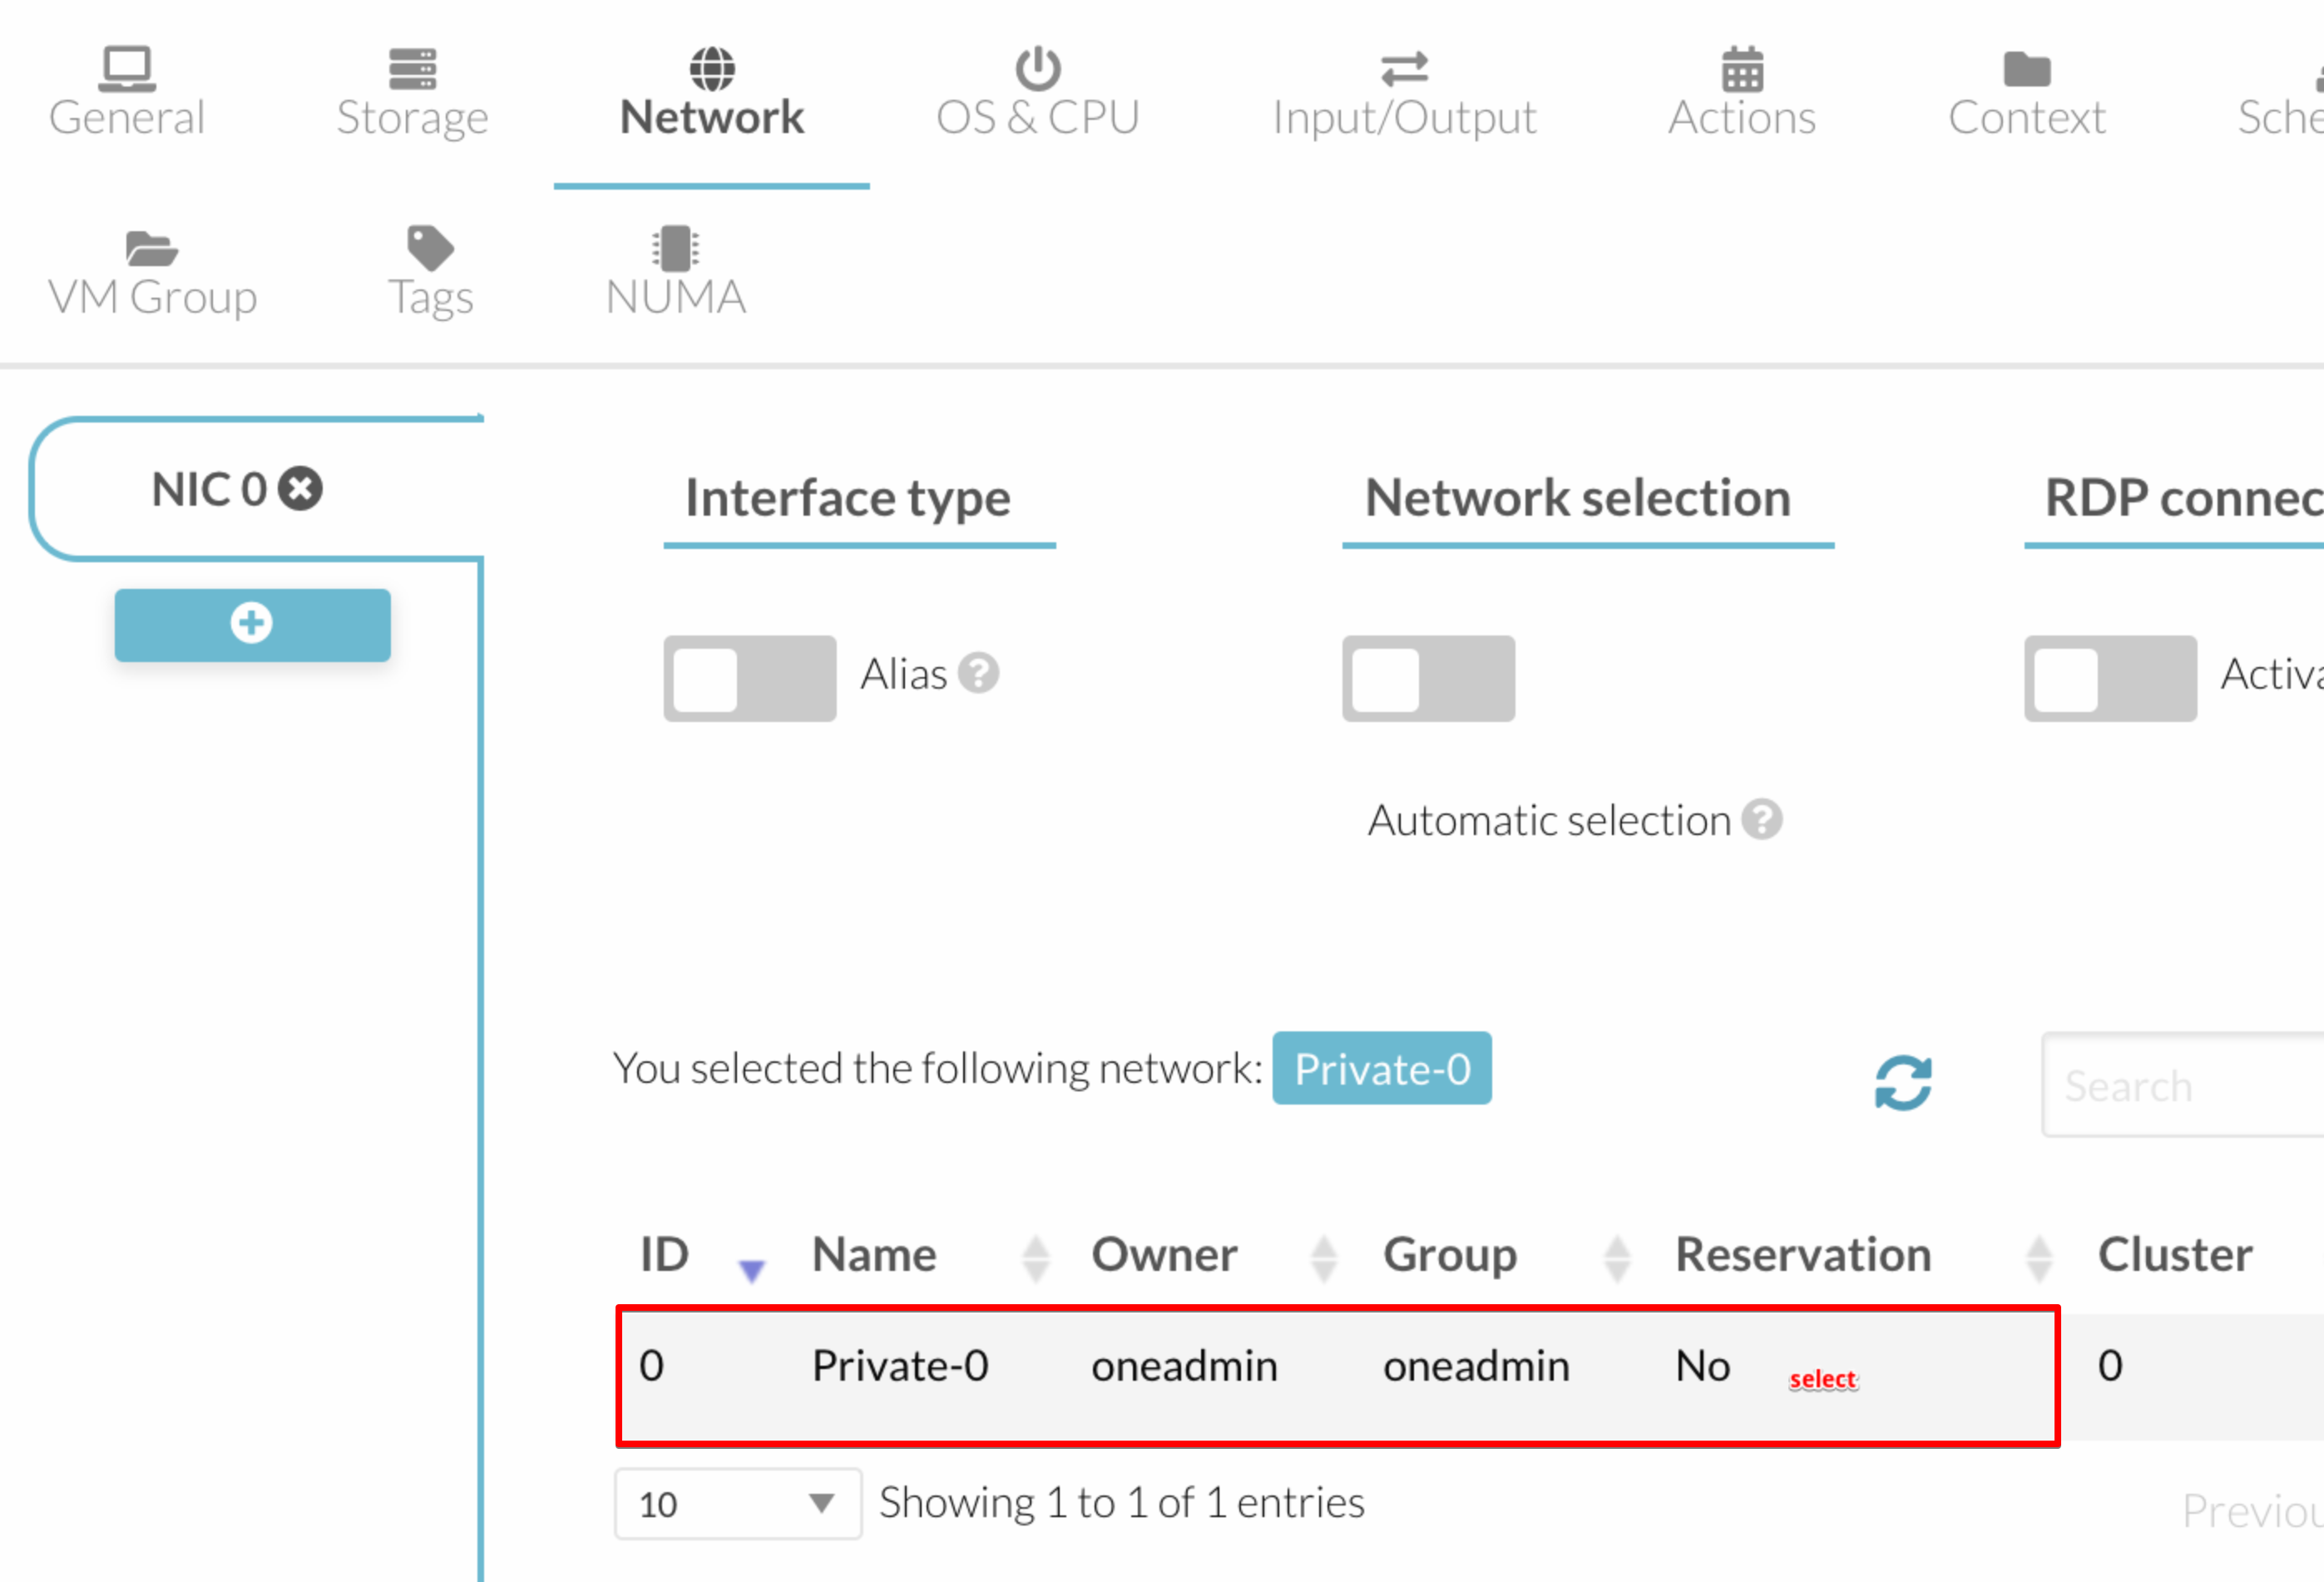 General Storage Network OS & CPU Input/Output Actions Context Sche
VM Group Tags NUMA
NIC 0
Interface type Network selection RDP connec
Alias Activa
Automatic selection
You selected the following network: Private-0 Search
ID Name Owner Group Reservation Cluster
0 Private-0 oneadmin oneadmin No select 0
10 Showing 1 to 1 of 1 entries Previou